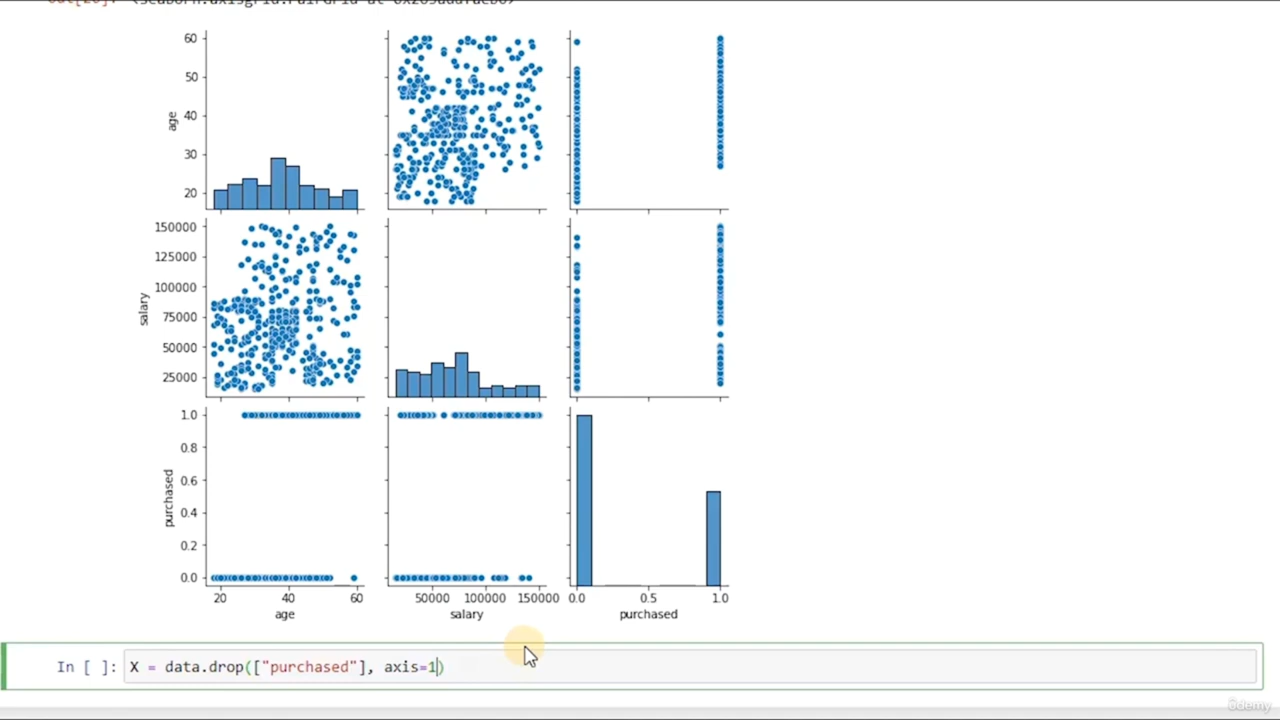 60
50
40
30
20
age
150000
125000
100000
75000
50000
25000
salary
1.0
0.8
0.6
0.4
0.2
0.0
purchased
20 40 60 50000 100000 150000 0.0 0.5 1.0
age salary purchased
In [ ]: X = data.drop(["purchased"], axis=1)
ûdemy